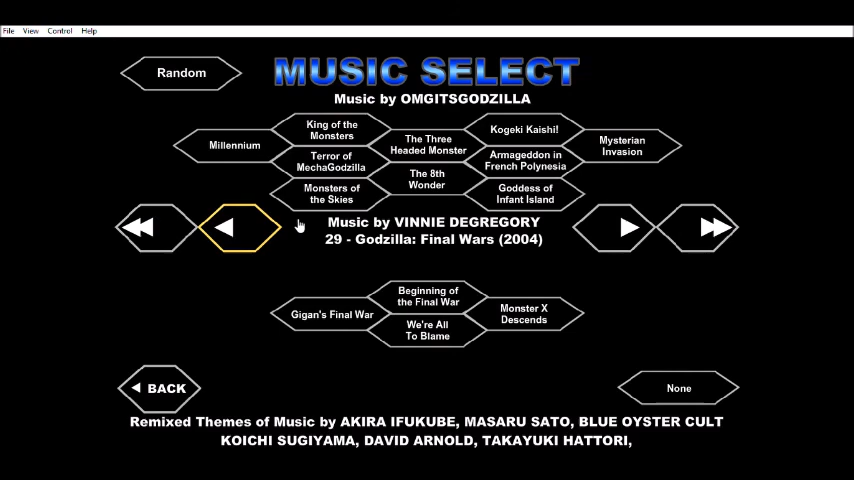 File View Control Help
Random
MUSIC SELECT
Music by OMGITSGODZILLA
Millennium
King of the
Monsters
The Three
Headed Monster
Kogeki Kaishi!
Mysterian
Invasion
Terror of
MechaGodzilla
Armageddon in
French Polynesia
The 8th
Wonder
Monsters of
the Skies
Goddess of
Infant Island
Music by VINNIE DEGREGORY
29 - Godzilla: Final Wars (2004)
Gigan's Final War
Beginning of
the Final War
Monster X
Descends
We're All
To Blame
BACK
None
Remixed Themes of Music by AKIRA IFUKUBE, MASARU SATO, BLUE OYSTER CULT
KOICHI SUGIYAMA, DAVID ARNOLD, TAKAYUKI HATTORI,